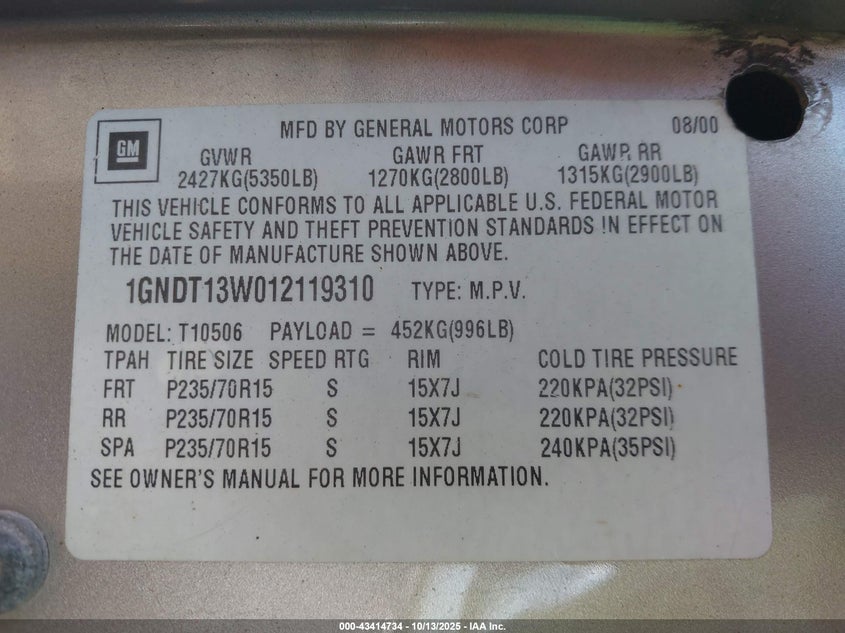 MFD BY GENERAL MOTORS CORP 08/00
GM
GVWR GAWR FRT GAWR RR
2427KG(5350LB) 1270KG(2800LB) 1315KG(2900LB)
THIS VEHICLE CONFORMS TO ALL APPLICABLE U.S. FEDERAL MOTOR
VEHICLE SAFETY AND THEFT PREVENTION STANDARDS IN EFFECT ON
THE DATE OF MANUFACTURE SHOWN ABOVE.
1GNDT13W012119310 TYPE: M.P.V.
MODEL: T10506 PAYLOAD = 452KG(996LB)
TPAH TIRE SIZE SPEED RTG RIM COLD TIRE PRESSURE
FRT P235/70R15 S 15X7J 220KPA(32PSI)
RR P235/70R15 S 15X7J 220KPA(32PSI)
SPA P235/70R15 S 15X7J 240KPA(35PSI)
SEE OWNER'S MANUAL FOR MORE INFORMATION.
000-43414734 - 10/13/2025 - IAA Inc.